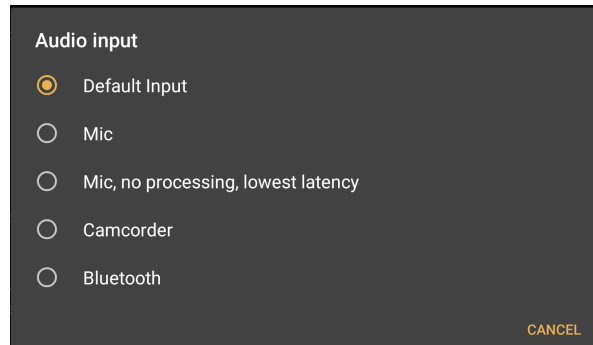 Audio input
Default Input
Mic
Mic, no processing, lowest latency
Camcorder
Bluetooth
CANCEL